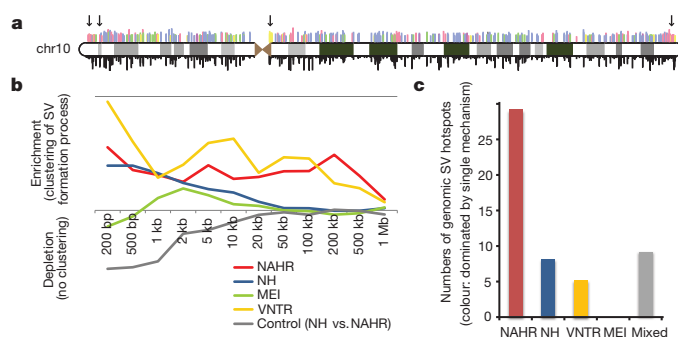 a
chr10
b
Enrichment
(clustering of SV
formation process)
Depletion
(no clustering)
200 bp
500 bp
1 kb
2 kb
5 kb
10 kb
20 kb
50 kb
100 kb
200 kb
500 kb
1 Mb
NAHR
NH
MEI
VNTR
Control (NH vs. NAHR)
c
Numbers of genomic SV hotspots
(colour: dominated by single mechanism)
25
20
15
10
5
0
NAHR NH VNTR MEI Mixed